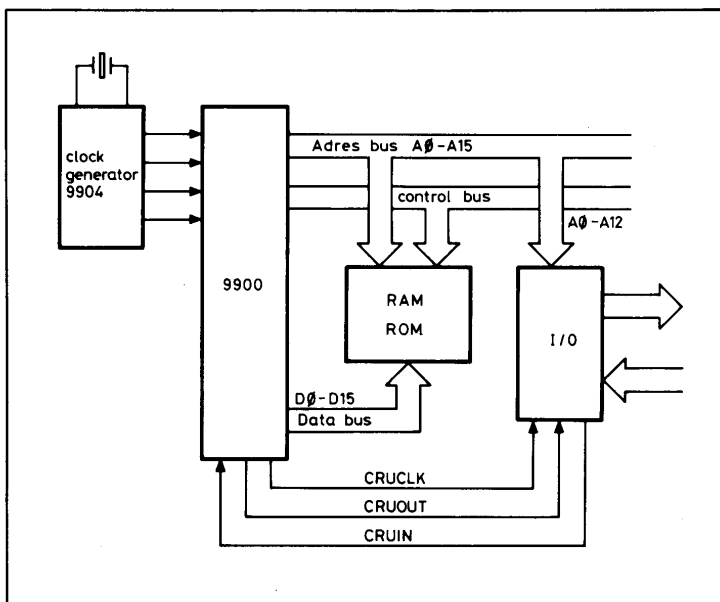 clock
generator
9904
9900
Adres bus AØ-A15
control bus
AØ-A12
RAM
ROM
I/O
DØ-D15
Data bus
CRUCLK
CRUOUT
CRUIN